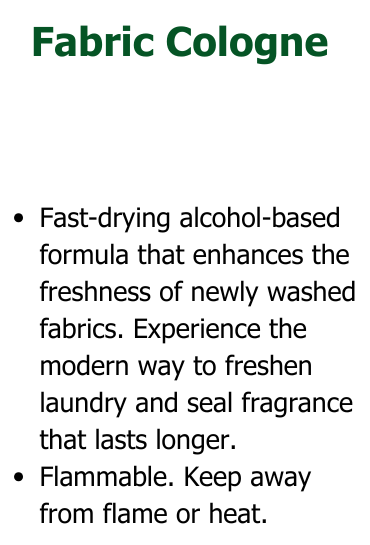 Fabric Cologne
• Fast-drying alcohol-based
formula that enhances the
freshness of newly washed
fabrics. Experience the
modern way to freshen
laundry and seal fragrance
that lasts longer.
• Flammable. Keep away
from flame or heat.